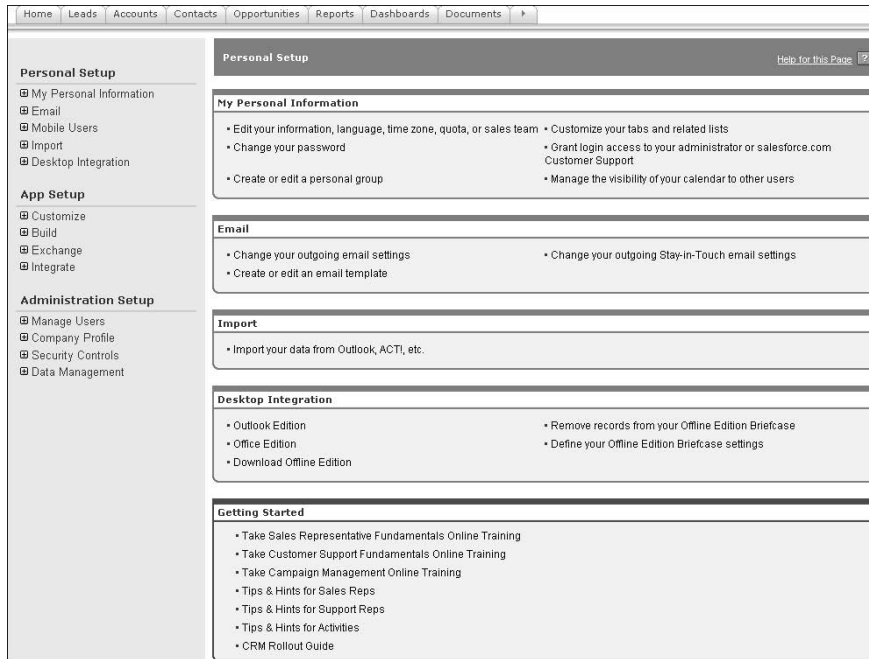 Home Leads Accounts Contacts Opportunities Reports Dashboards Documents
Personal Setup
My Personal Information
Email
Mobile Users
Import
Desktop Integration
App Setup
Customize
Build
Exchange
Integrate
Administration Setup
Manage Users
Company Profile
Security Controls
Data Management
Personal Setup
Help for this Page ?
My Personal Information
• Edit your information, language, time zone, quota, or sales team
• Change your password
• Create or edit a personal group
• Customize your tabs and related lists
• Grant login access to your administrator or salesforce.com
Customer Support
• Manage the visibility of your calendar to other users
Email
• Change your outgoing email settings
• Create or edit an email template
• Change your outgoing Stay-in-Touch email settings
Import
• Import your data from Outlook, ACT!, etc.
Desktop Integration
• Outlook Edition
• Office Edition
• Download Offline Edition
• Remove records from your Offline Edition Briefcase
• Define your Offline Edition Briefcase settings
Getting Started
• Take Sales Representative Fundamentals Online Training
• Take Customer Support Fundamentals Online Training
• Take Campaign Management Online Training
• Tips & Hints for Sales Reps
• Tips & Hints for Support Reps
• Tips & Hints for Activities
• CRM Rollout Guide